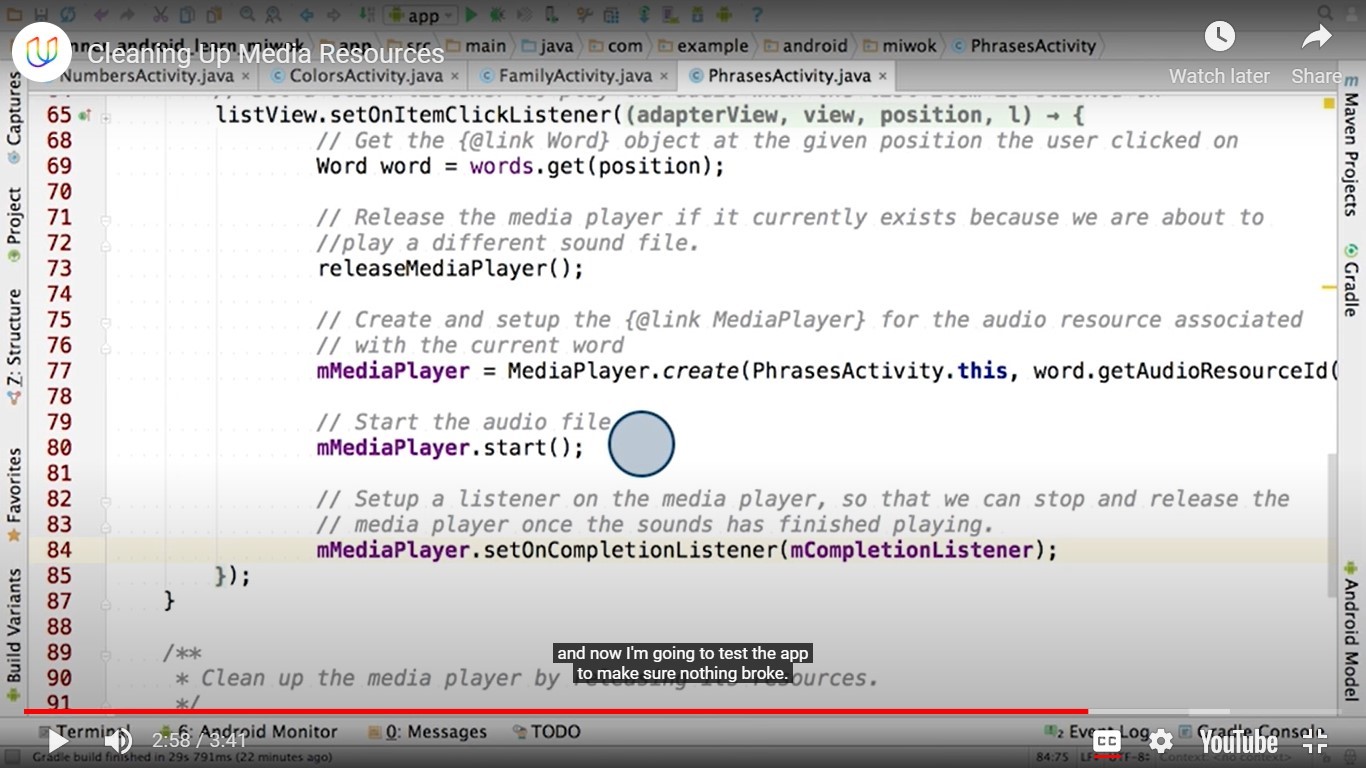 app
main java com example android miwok PhrasesActivity
Cleaning Up Media Resources
Watch later
Share
NumbersActivity.java × ColorsActivity.java × FamilyActivity.java × PhrasesActivity.java ×
65 listView.setOnItemClickListener((adapterView, view, position, l) → {
68 // Get the {@link Word} object at the given position the user clicked on
69 Word word = words.get(position);
70
71 // Release the media player if it currently exists because we are about to
72 //play a different sound file.
73 releaseMediaPlayer();
74
75 // Create and setup the {@link MediaPlayer} for the audio resource associated
76 // with the current word
77 mMediaPlayer = MediaPlayer.create(PhrasesActivity.this, word.getAudioResourceId(
78
79 // Start the audio file
80 mMediaPlayer.start();
81
82 // Setup a listener on the media player, so that we can stop and release the
83 // media player once the sounds has finished playing.
84 mMediaPlayer.setOnCompletionListener(mCompletionListener);
85 });
87 }
88
89 /**
90 * Clean up the media player by releasing its resources.
91 */
and now I'm going to test the app
to make sure nothing broke.
Captures
Project
Z: Structure
Favorites
Build Variants
Maven Projects
Gradle
Android Model
Terminal 6: Android Monitor 0: Messages TODO Event Log Gradle Console
2:58 / 3:41
CC
YouTube
Gradle build finished in 29s 791ms (22 minutes ago) 84:75 UTF-8: Context: <no context>